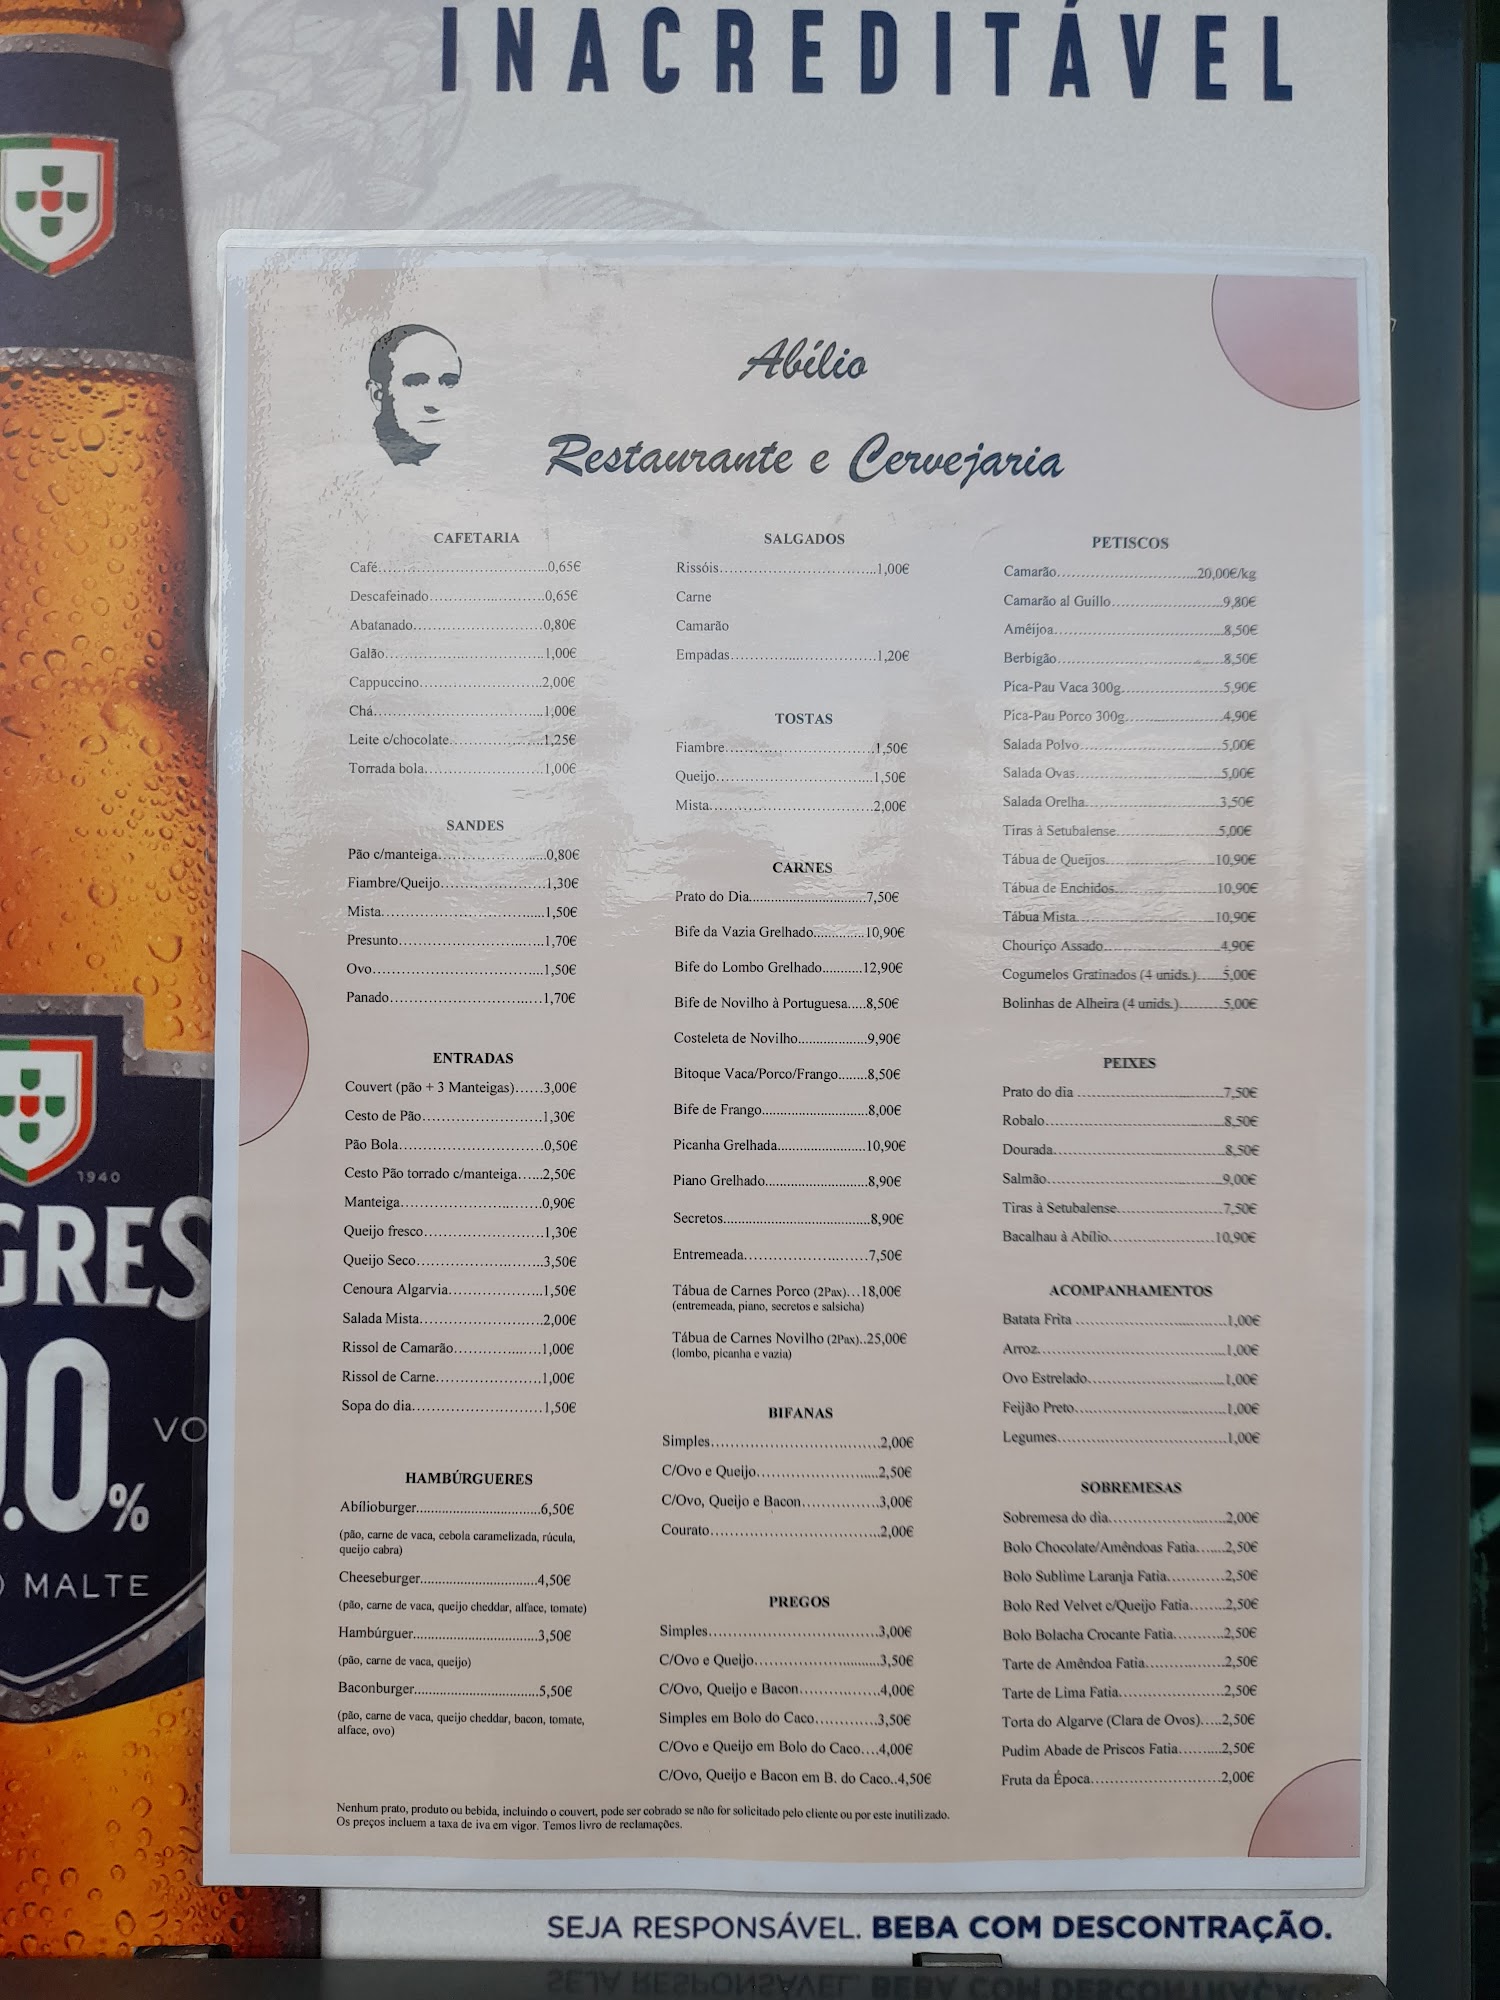 INACREDITÁVEL
1940
Abílio
Restaurante e Cervejaria
CAFETARIA
Café..........0,65€
Descafeinado..........0,65€
Abatanado..........0,80€
Galão..........1,00€
Cappuccino..........2,00€
Chá..........1,00€
Leite c/chocolate..........1,25€
Torrada bola..........1,00€
SANDES
Pão c/manteiga..........0,80€
Fiambre/Queijo..........1,30€
Mista..........1,50€
Presunto..........1,70€
Ovo..........1,50€
Panado..........1,70€
ENTRADAS
Couvert (pão + 3 Manteigas)......3,00€
Cesto de Pão..........1,30€
Pão Bola..........0,50€
Cesto Pão torrado c/manteiga......2,50€
Manteiga..........0,90€
Queijo fresco..........1,30€
Queijo Seco..........3,50€
Cenoura Algarvia..........1,50€
Salada Mista..........2,00€
Rissol de Camarão..........1,00€
Rissol de Carne..........1,00€
Sopa do dia..........1,50€
HAMBÚRGUERES
Abílioburger..........6,50€
(pão, carne de vaca, cebola caramelizada, rúcula,
queijo cabra)
Cheeseburger..........4,50€
(pão, carne de vaca, queijo cheddar, alface, tomate)
Hambúrguer..........3,50€
(pão, carne de vaca, queijo)
Baconburger..........5,50€
(pão, carne de vaca, queijo cheddar, bacon, tomate,
alface, ovo)
SALGADOS
Rissóis..........1,00€
Carne
Camarão
Empadas..........1,20€
TOSTAS
Fiambre..........1,50€
Queijo..........1,50€
Mista..........2,00€
CARNES
Prato do Dia..........7,50€
Bife da Vazia Grelhado..........10,90€
Bife do Lombo Grelhado..........12,90€
Bife de Novilho à Portuguesa.....8,50€
Costeleta de Novilho..........9,90€
Bitoque Vaca/Porco/Frango........8,50€
Bife de Frango..........8,00€
Picanha Grelhada..........10,90€
Piano Grelhado..........8,90€
Secretos..........8,90€
Entremeada..........7,50€
Tábua de Carnes Porco (2Pax)...18,00€
(entremeada, piano, secretos e salsicha)
Tábua de Carnes Novilho (2Pax)..25,00€
(lombo, picanha e vazia)
BIFANAS
Simples..........2,00€
C/Ovo e Queijo..........2,50€
C/Ovo, Queijo e Bacon..........3,00€
Courato..........2,00€
PREGOS
Simples..........3,00€
C/Ovo e Queijo..........3,50€
C/Ovo, Queijo e Bacon..........4,00€
Simples em Bolo do Caco..........3,50€
C/Ovo e Queijo em Bolo do Caco....4,00€
C/Ovo, Queijo e Bacon em B. do Caco..4,50€
PETISCOS
Camarão..........20,00€/kg
Camarão al Guillo..........9,80€
Améijoa..........8,50€
Berbigão..........8,50€
Pica-Pau Vaca 300g..........5,90€
Pica-Pau Porco 300g..........4,90€
Salada Polvo..........5,00€
Salada Ovas..........5,00€
Salada Orelha..........3,50€
Tiras à Setubalense..........5,00€
Tábua de Queijos..........10,90€
Tábua de Enchidos..........10,90€
Tábua Mista..........10,90€
Chouriço Assado..........4,90€
Cogumelos Gratinados (4 unids.)......5,00€
Bolinhas de Alheira (4 unids.)..........5,00€
PEIXES
Prato do dia ..........7,50€
Robalo..........8,50€
Dourada..........8,50€
Salmão..........9,00€
Tiras à Setubalense..........7,50€
Bacalhau à Abílio..........10,90€
ACOMPANHAMENTOS
Batata Frita ..........1,00€
Arroz..........1,00€
Ovo Estrelado..........1,00€
Feijão Preto..........1,00€
Legumes..........1,00€
SOBREMESAS
Sobremesa do dia..........2,00€
Bolo Chocolate/Amêndoas Fatia......2,50€
Bolo Sublime Laranja Fatia..........2,50€
Bolo Red Velvet c/Queijo Fatia........2,50€
Bolo Bolacha Crocante Fatia..........2,50€
Tarte de Amêndoa Fatia..........2,50€
Tarte de Lima Fatia..........2,50€
Torta do Algarve (Clara de Ovos).....2,50€
Pudim Abade de Priscos Fatia..........2,50€
Fruta da Época..........2,00€
Nenhum prato, produto ou bebida, incluindo o couvert, pode ser cobrado se não for solicitado pelo cliente ou por este inutilizado.
Os preços incluem a taxa de iva em vigor. Temos livro de reclamações.
1940
GRES
0.0%
VO
MALTE
SEJA RESPONSÁVEL. BEBA COM DESCONTRAÇÃO.